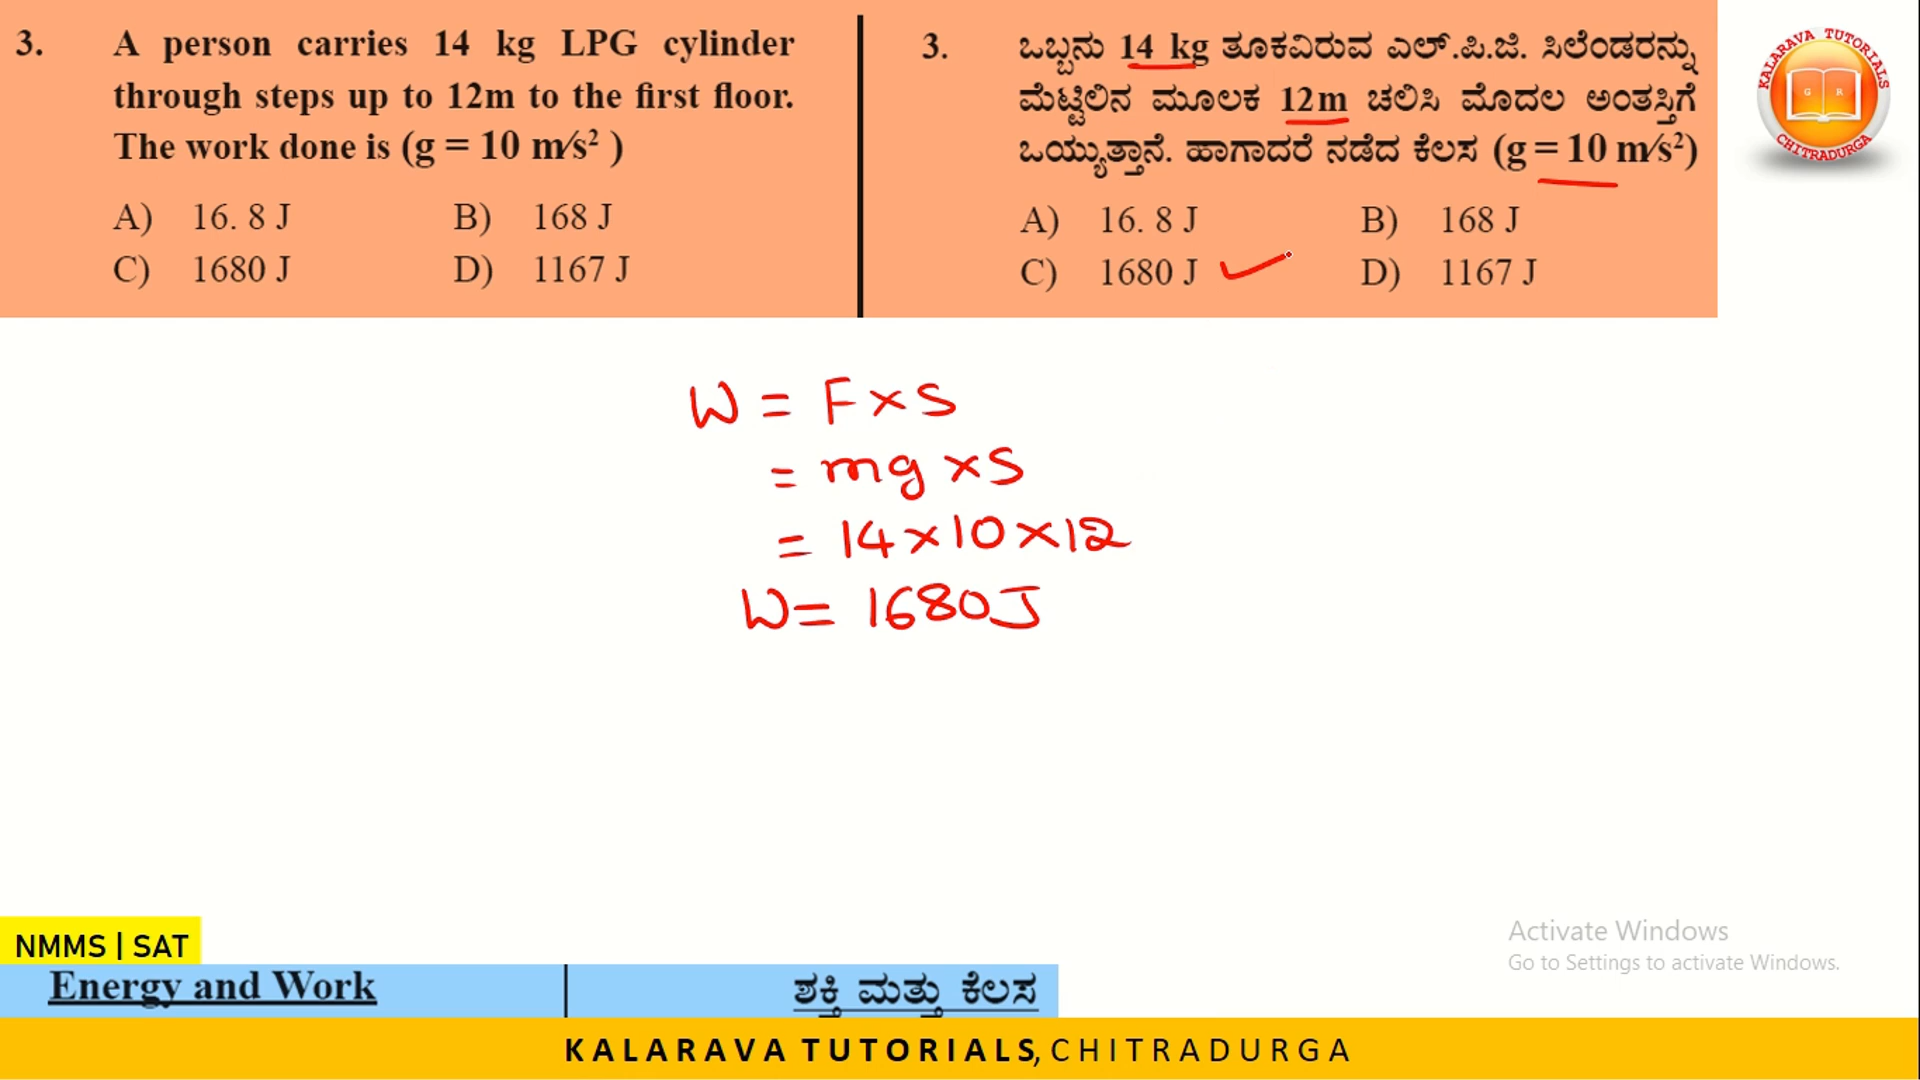 3. A person carries 14 kg LPG cylinder
through steps up to 12m to the first floor.
The work done is (g = 10 m/s² )
A) 16. 8 J B) 168 J
C) 1680 J D) 1167 J
3. ಒಬ್ಬನು 14 kg ತೂಕವಿರುವ ಎಲ್.ಪಿ.ಜಿ. ಸಿಲೆಂಡರನ್ನು
ಮೆಟ್ಟಿಲಿನ ಮೂಲಕ 12m ಚಲಿಸಿ ಮೊದಲ ಅಂತಸ್ತಿಗೆ
ಒಯ್ಯುತ್ತಾನೆ. ಹಾಗಾದರೆ ನಡೆದ ಕೆಲಸ (g = 10 m/s²)
A) 16. 8 J B) 168 J
C) 1680 J ✓ D) 1167 J
KALARAVA TUTORIALS
G R
CHITRADURGA
W = F × S
= mg × S
= 14 × 10 × 12
W = 1680 J
Activate Windows
Go to Settings to activate Windows.
NMMS | SAT
Energy and Work
ಶಕ್ತಿ ಮತ್ತು ಕೆಲಸ
KALARAVA TUTORIALS, CHITRADURGA